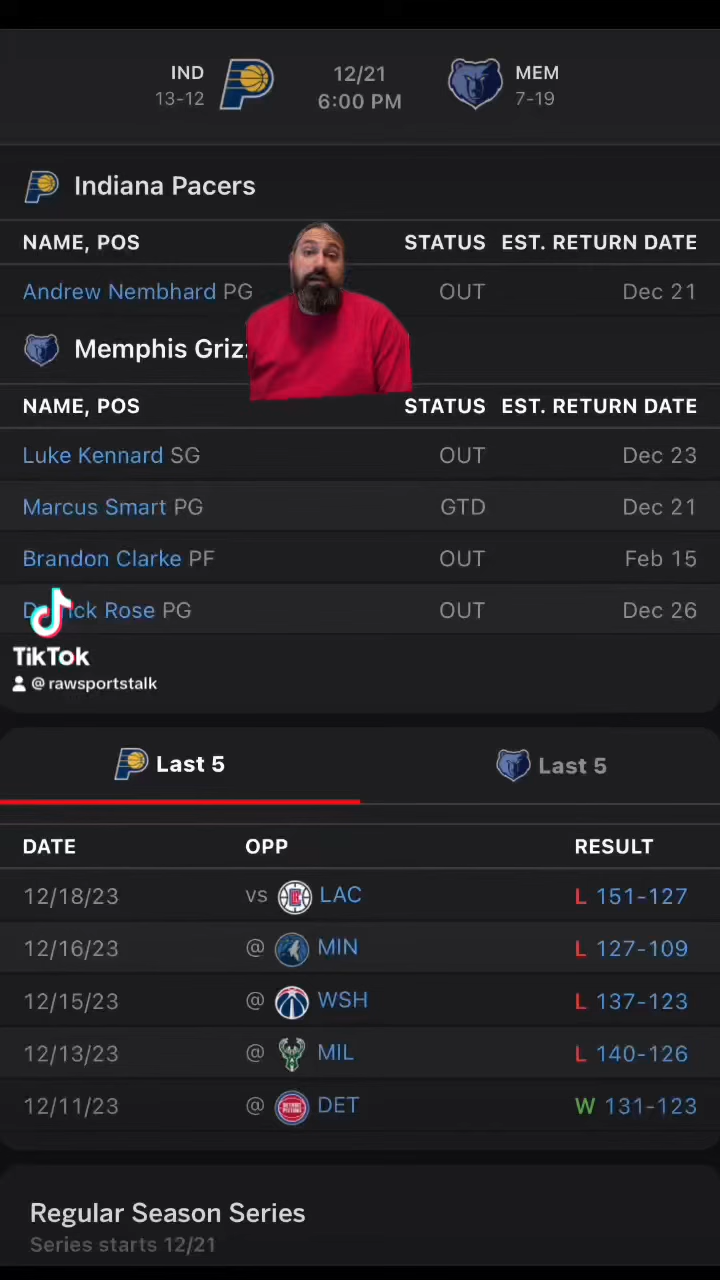 IND 12/21 MEM
13-12 6:00 PM 7-19
Indiana Pacers
NAME, POS STATUS EST. RETURN DATE
Andrew Nembhard PG OUT Dec 21
Memphis Griz
NAME, POS STATUS EST. RETURN DATE
Luke Kennard SG OUT Dec 23
Marcus Smart PG GTD Dec 21
Brandon Clarke PF OUT Feb 15
D ick Rose PG OUT Dec 26
TikTok
@rawsportstalk
Last 5 Last 5
DATE OPP RESULT
12/18/23 vs LAC L 151-127
12/16/23 @ MIN L 127-109
12/15/23 @ WSH L 137-123
12/13/23 @ MIL L 140-126
12/11/23 @ DET W 131-123
Regular Season Series
Series starts 12/21